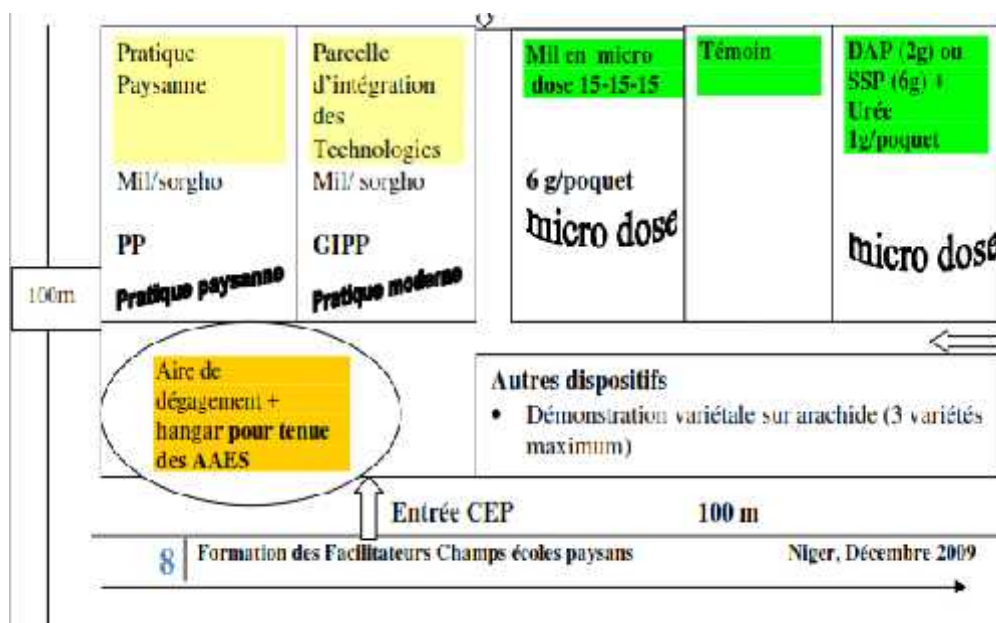 Pratique
Paysanne
Mil/sorgho
PP
Pratique paysanne
Parcelle
d'intégration
des
Technologies
Mil/ sorgho
GIPP
Pratique moderne
Mil en micro
dose 15-15-15
6 g/poquet
micro dose
Témoin
DAP (2g) ou
SSP (6g) +
Urée
1g/poquet
micro dose
100m
Aire de
dégagement +
hangar pour tenue
des AAES
Autres dispositifs
• Démonstration variétale sur arachide (3 variétés
maximum)
Entrée CEP 100 m
8 Formation des Facilitateurs Champs écoles paysans Niger, Décembre 2009